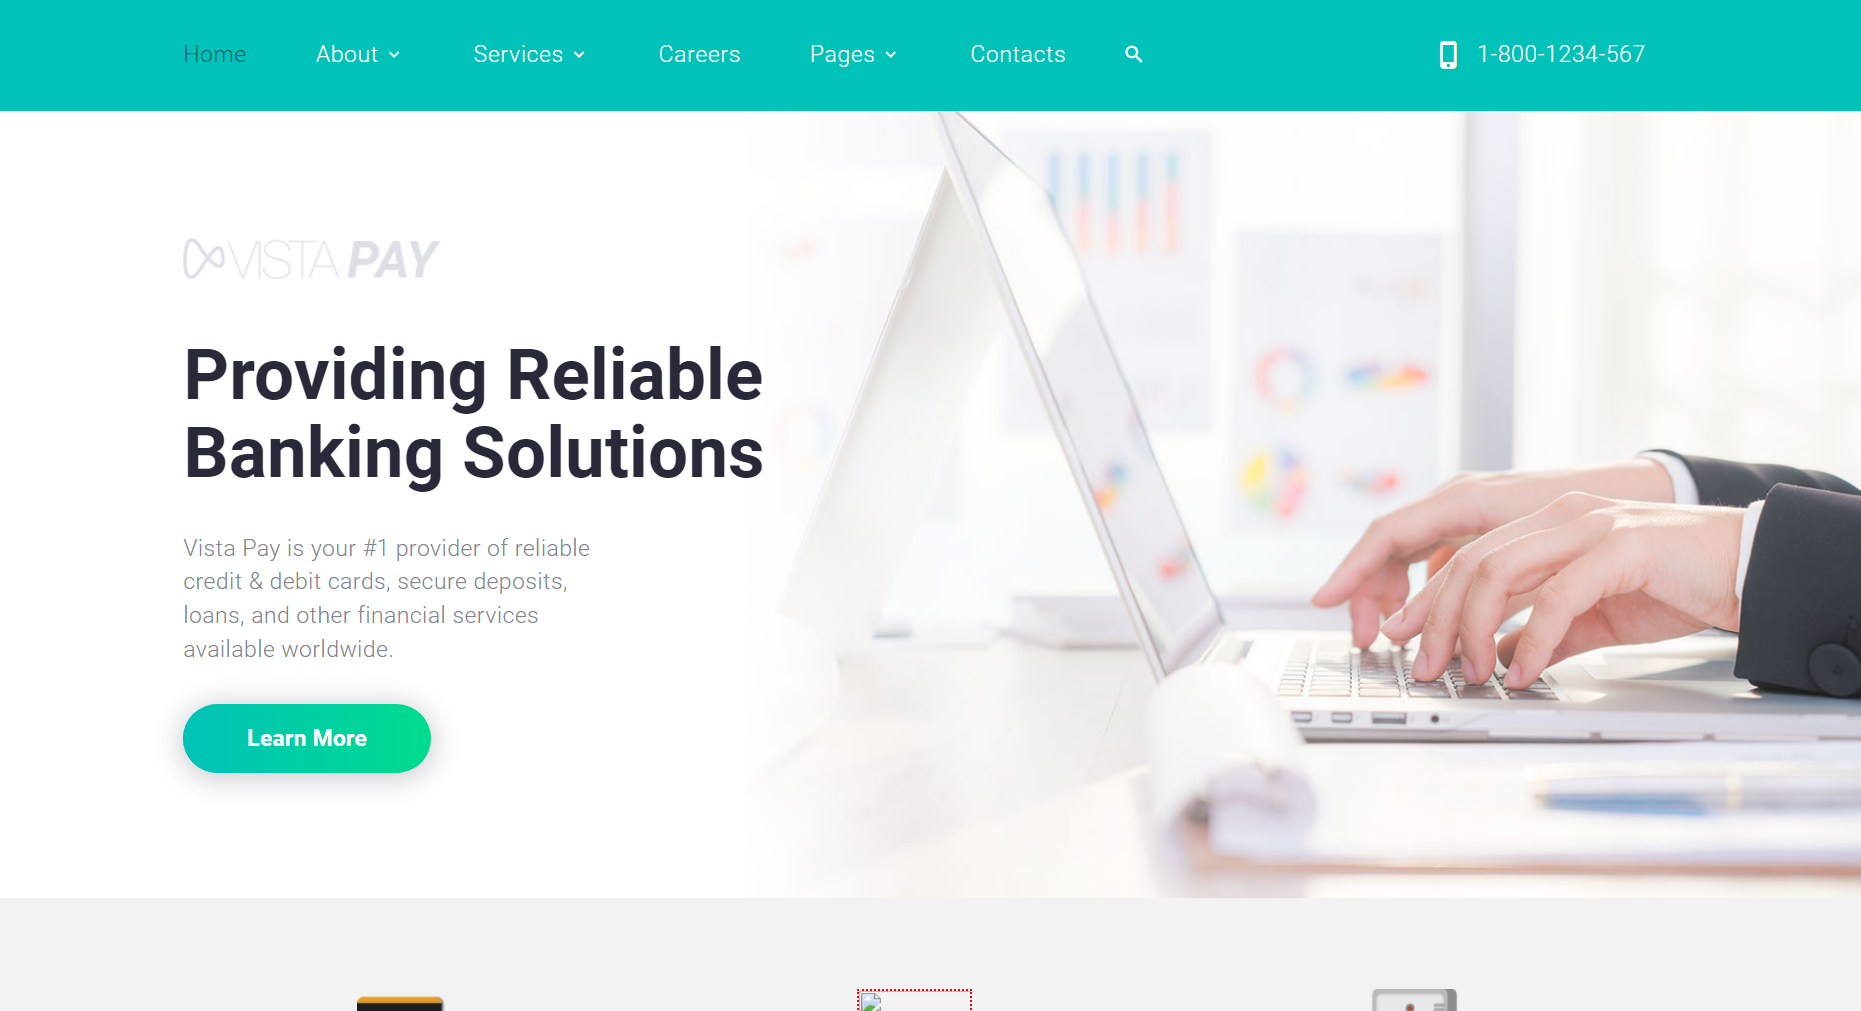 Home About Services Careers Pages Contacts 1-800-1234-567
VISTA PAY
Providing Reliable
Banking Solutions
Vista Pay is your #1 provider of reliable
credit & debit cards, secure deposits,
loans, and other financial services
available worldwide.
Learn More